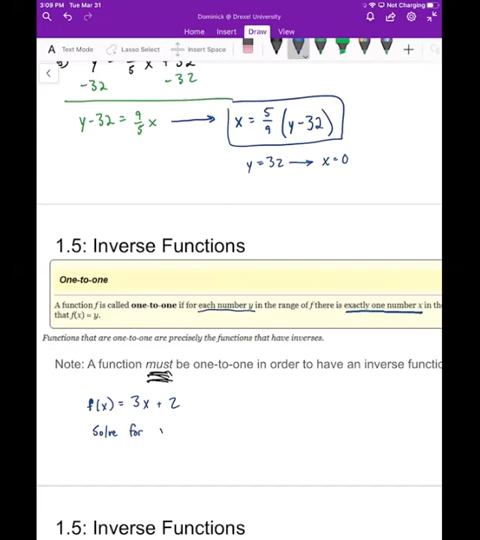 3:09 PM Tue Mar 31
Not Charging
Dominick @ Drexel University
Home Insert Draw View
Text Mode Lasso Select Insert Space
-32 -32
y-32 = 9/5 x → x = 5/9 (y-32)
y=32 → x=0
1.5: Inverse Functions
One-to-one
A function f is called one-to-one if for each number y in the range of f there is exactly one number x in th
that f(x) = y.
Functions that are one-to-one are precisely the functions that have inverses.
Note: A function must be one-to-one in order to have an inverse functi
f(x) = 3x + 2
Solve for
1.5: Inverse Functions